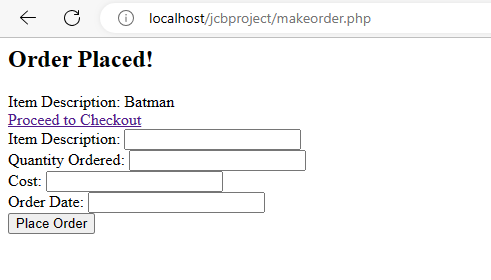 localhost/jcbproject/makeorder.php
Order Placed!
Item Description: Batman
Proceed to Checkout
Item Description:
Quantity Ordered:
Cost:
Order Date:
Place Order